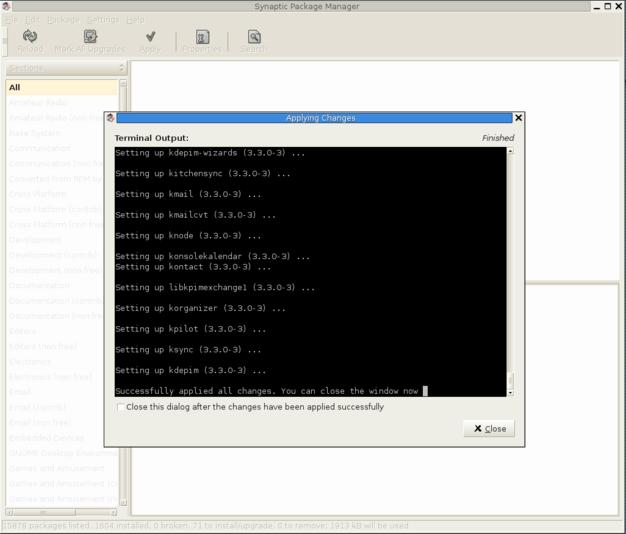 Synaptic Package Manager
File Edit Package Settings Help
Reload Mark All Upgrades Apply Properties Search
Sections
All
Amateur Radio
Amateur Radio (non free
Base System
Communication
Communication (non fre
Converted From RPM by
Cross Platform
Cross Platform (contrib)
Cross Platform (non free
Development
Development (contrib)
Development (non free)
Documentation
Documentation (contrib
Documentation (non fre
Editors
Editors (non free)
Electronics
Electronics (non free)
Email
Email (contrib)
Email (non free)
Embedded Devices
GNOME Desktop Environme
Games and Amusement
Games and Amusement (c
Games and Amusement (n
Applying Changes
Terminal Output: Finished
Setting up kdepim-wizards (3.3.0-3) ...
Setting up kitchensync (3.3.0-3) ...
Setting up kmail (3.3.0-3) ...
Setting up kmailcvt (3.3.0-3) ...
Setting up knode (3.3.0-3) ...
Setting up konsolekalendar (3.3.0-3) ...
Setting up kontact (3.3.0-3) ...
Setting up libkpimexchange1 (3.3.0-3) ...
Setting up korganizer (3.3.0-3) ...
Setting up kpilot (3.3.0-3) ...
Setting up ksync (3.3.0-3) ...
Setting up kdepim (3.3.0-3) ...
Successfully applied all changes. You can close the window now
Close this dialog after the changes have been applied successfully
Close
15878 packages listed, 1604 installed, 0 broken. 71 to install/upgrade, 0 to remove; 1913 kB will be used